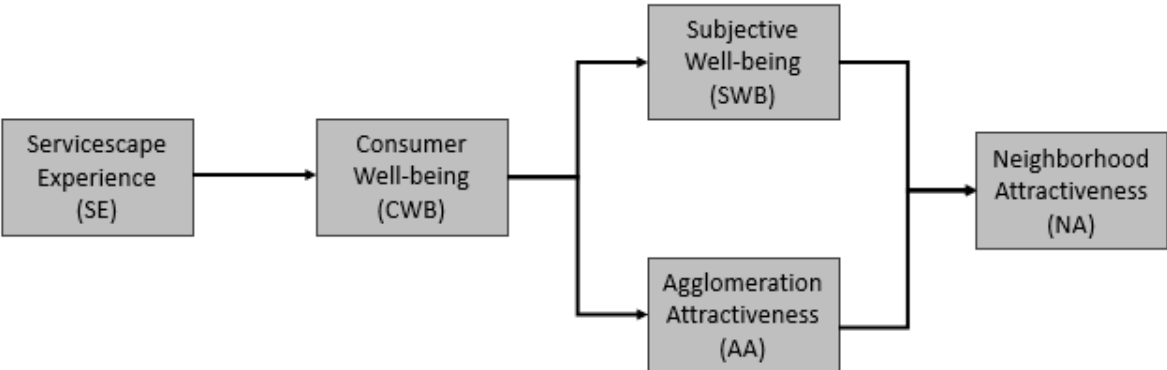 Servicescape
Experience
(SE)
Consumer
Well-being
(CWB)
Subjective
Well-being
(SWB)
Agglomeration
Attractiveness
(AA)
Neighborhood
Attractiveness
(NA)